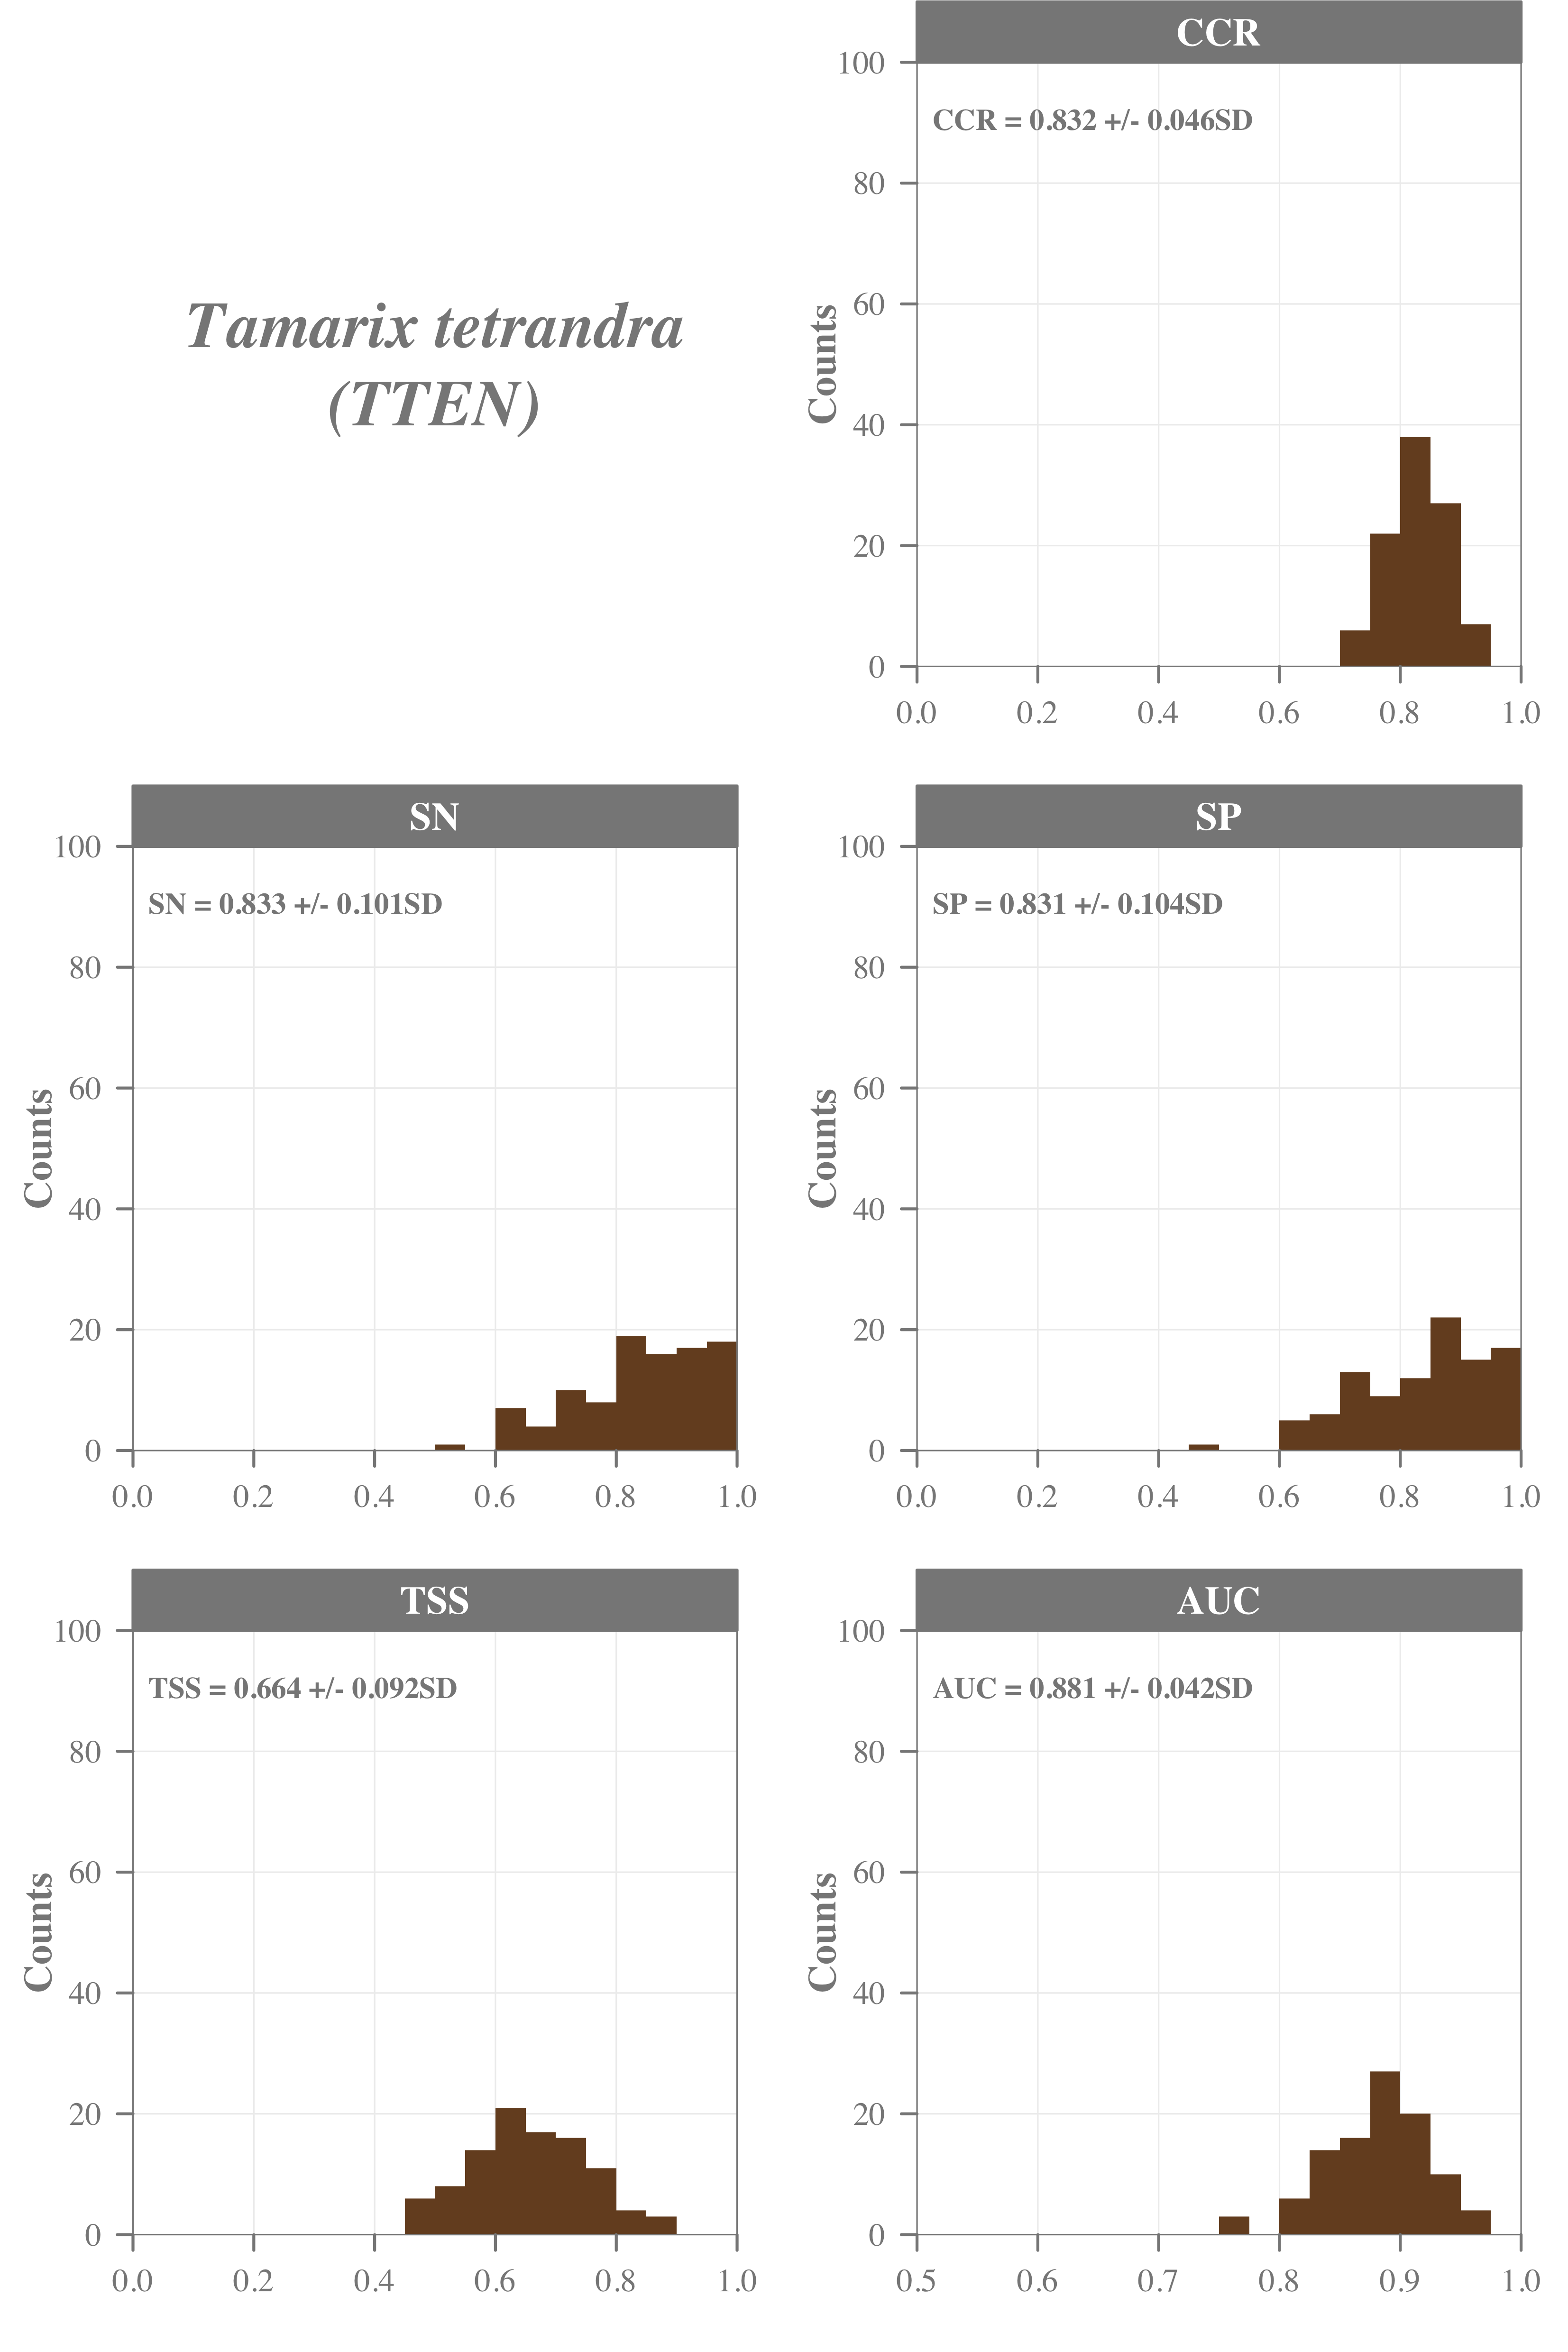 Tamarix tetrandra
(TTEN)
CCR
CCR = 0.832 +/- 0.046SD
Counts
100
80
60
40
20
0
0.0 0.2 0.4 0.6 0.8 1.0
SN
SN = 0.833 +/- 0.101SD
Counts
100
80
60
40
20
0
0.0 0.2 0.4 0.6 0.8 1.0
SP
SP = 0.831 +/- 0.104SD
Counts
100
80
60
40
20
0
0.0 0.2 0.4 0.6 0.8 1.0
TSS
TSS = 0.664 +/- 0.092SD
Counts
100
80
60
40
20
0
0.0 0.2 0.4 0.6 0.8 1.0
AUC
AUC = 0.881 +/- 0.042SD
Counts
100
80
60
40
20
0
0.5 0.6 0.7 0.8 0.9 1.0